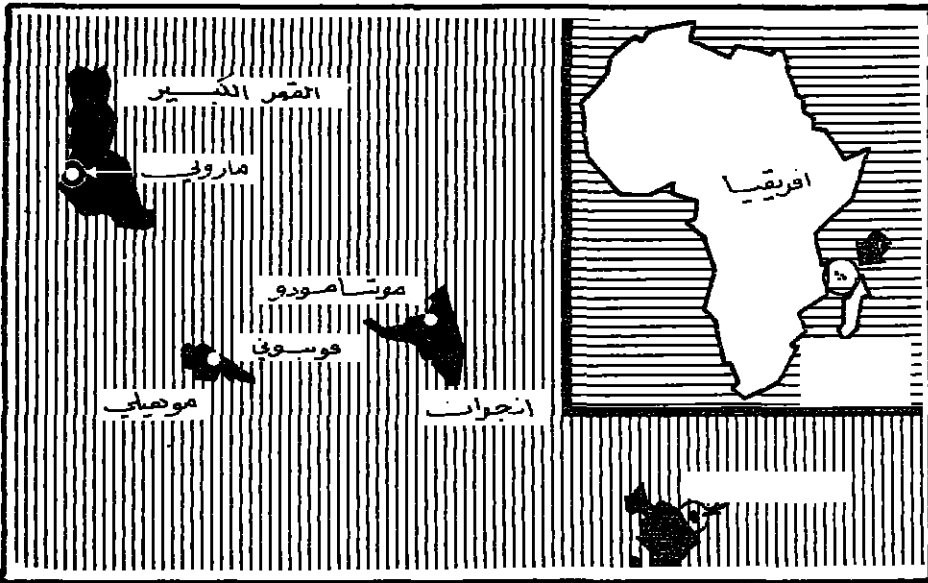 القمر الكبير
ماروني
افريقيا
موتسامودو
فومبوني
موهيلي
انجوان